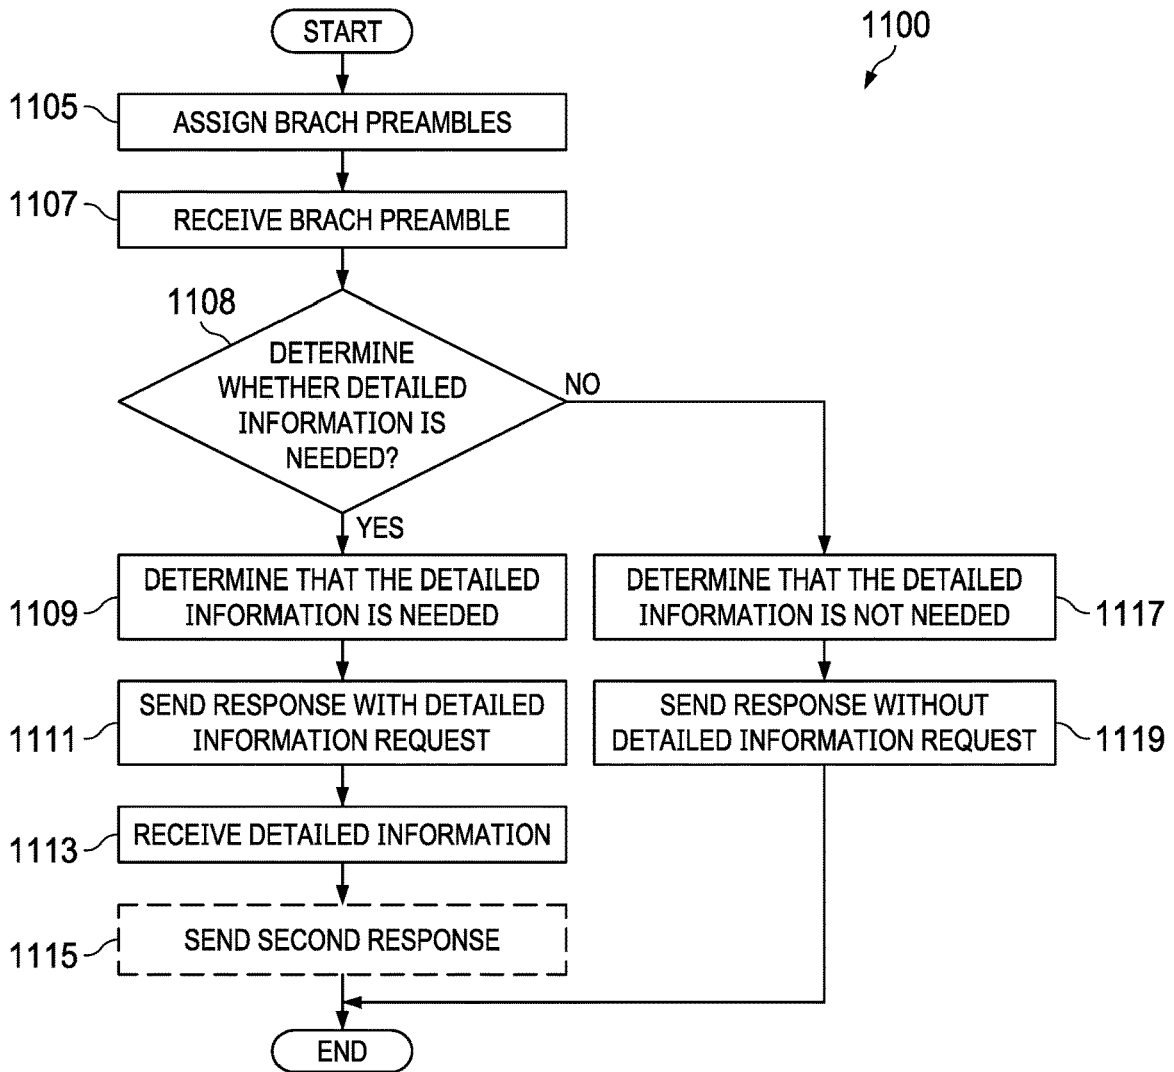 START
1100
1105
ASSIGN BRACH PREAMBLES
1107
RECEIVE BRACH PREAMBLE
1108
DETERMINE
WHETHER DETAILED
INFORMATION IS
NEEDED?
NO
YES
1109
DETERMINE THAT THE DETAILED
INFORMATION IS NEEDED
DETERMINE THAT THE DETAILED
INFORMATION IS NOT NEEDED
1117
1111
SEND RESPONSE WITH DETAILED
INFORMATION REQUEST
SEND RESPONSE WITHOUT
DETAILED INFORMATION REQUEST
1119
1113
RECEIVE DETAILED INFORMATION
1115
SEND SECOND RESPONSE
END